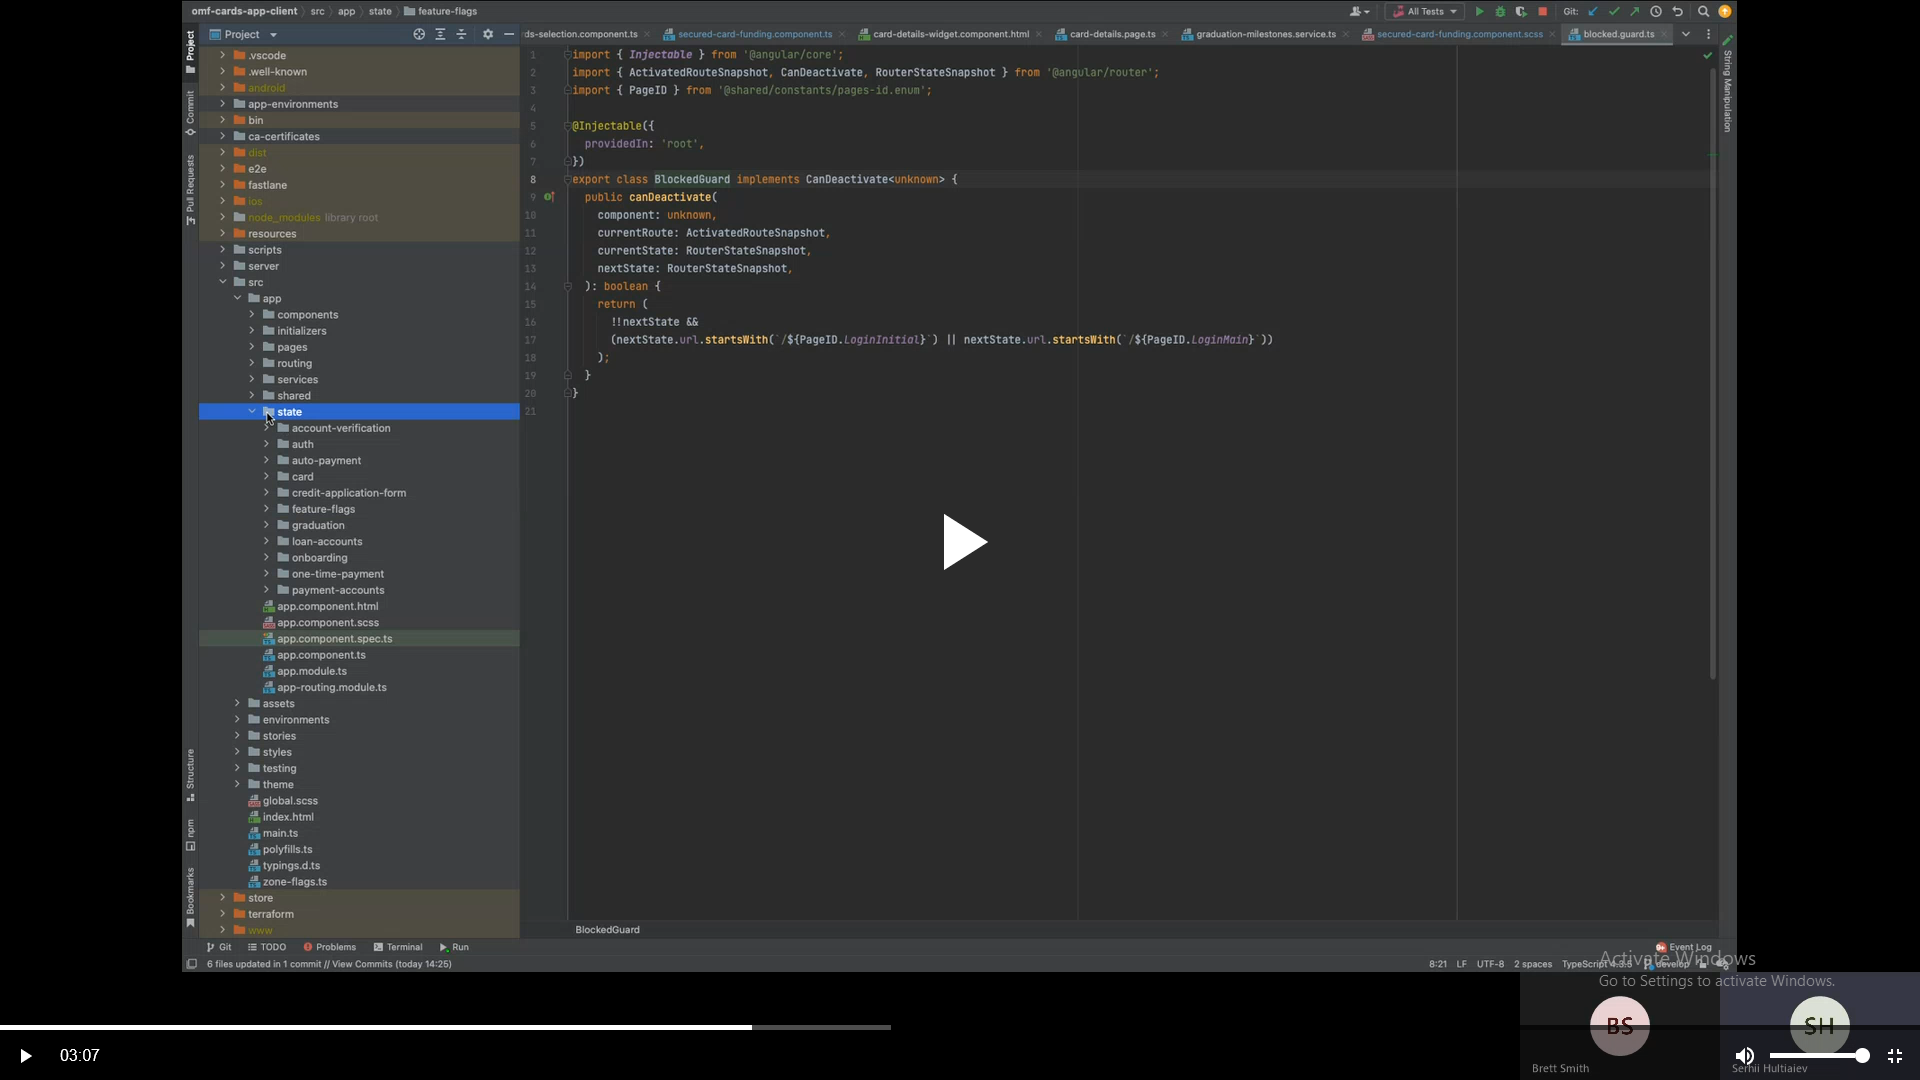 omf-cards-app-client src app state feature-flags
All Tests Git:
Project
ds-selection.component.ts secured-card-funding.component.ts card-details-widget.component.html card-details.page.ts graduation-milestones.service.ts secured-card-funding.component.scss blocked.guard.ts
Project
Commit
Pull Requests
Structure
npm
Bookmarks
String Manipulation
.vscode
.well-known
android
app-environments
bin
ca-certificates
dist
e2e
fastlane
ios
node_modules library root
resources
scripts
server
src
app
components
initializers
pages
routing
services
shared
state
account-verification
auth
auto-payment
card
credit-application-form
feature-flags
graduation
loan-accounts
onboarding
one-time-payment
payment-accounts
app.component.html
app.component.scss
app.component.spec.ts
app.component.ts
app.module.ts
app-routing.module.ts
assets
environments
stories
styles
testing
theme
global.scss
index.html
main.ts
polyfills.ts
typings.d.ts
zone-flags.ts
store
terraform
www
1 import { Injectable } from '@angular/core';
2 import { ActivatedRouteSnapshot, CanDeactivate, RouterStateSnapshot } from '@angular/router';
3 import { PageID } from '@shared/constants/pages-id.enum';
4
5 @Injectable({
6 providedIn: 'root',
7 })
8 export class BlockedGuard implements CanDeactivate<unknown> {
9 public canDeactivate(
10 component: unknown,
11 currentRoute: ActivatedRouteSnapshot,
12 currentState: RouterStateSnapshot,
13 nextState: RouterStateSnapshot,
14 ): boolean {
15 return (
16 !!nextState &&
17 (nextState.url.startsWith(`/${PageID.LoginInitial}`) || nextState.url.startsWith(`/${PageID.LoginMain}`))
18 );
19 }
20 }
21
BlockedGuard
Git TODO Problems Terminal Run
9+ Event Log
6 files updated in 1 commit // View Commits (today 14:25)
8:21 LF UTF-8 2 spaces TypeScript 4.3.5 develop
Activate Windows
Go to Settings to activate Windows.
BS SH
03:07
Brett Smith Serhii Hultiaiev